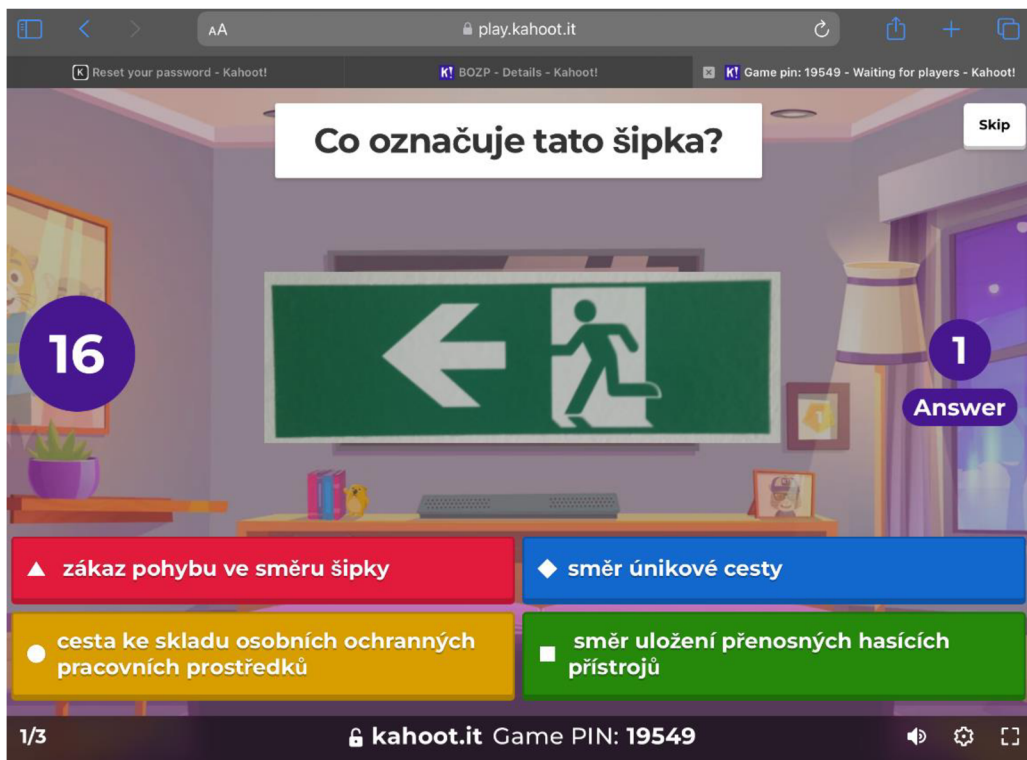 AA
play.kahoot.it
K Reset your password - Kahoot!
K! BOZP - Details - Kahoot!
K! Game pin: 19549 - Waiting for players - Kahoot!
Co označuje tato šipka?
Skip
16
1
Answer
zákaz pohybu ve směru šipky
směr únikové cesty
cesta ke skladu osobních ochranných
pracovních prostředků
směr uložení přenosných hasících
přístrojů
1/3
kahoot.it Game PIN: 19549